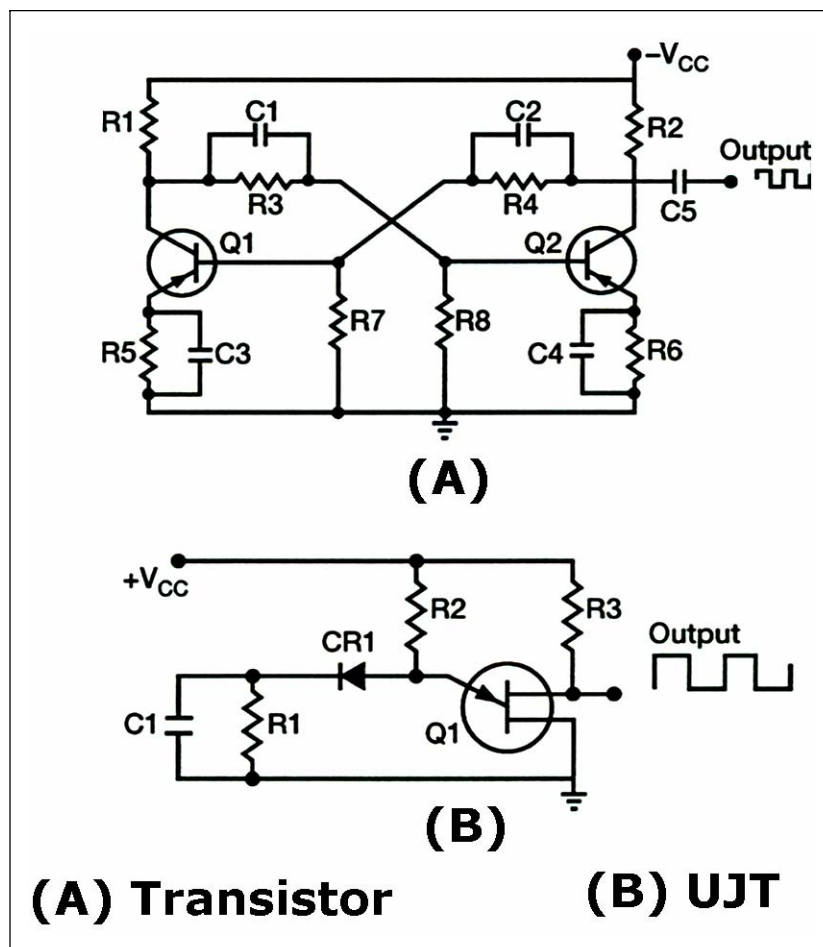 −VCC
R1
C1
C2
R2
Output
R3
R4
C5
Q1
Q2
R7
R8
R5
C3
C4
R6
(A)
+VCC
R2
R3
CR1
Output
C1
R1
Q1
(B)
(A) Transistor
(B) UJT